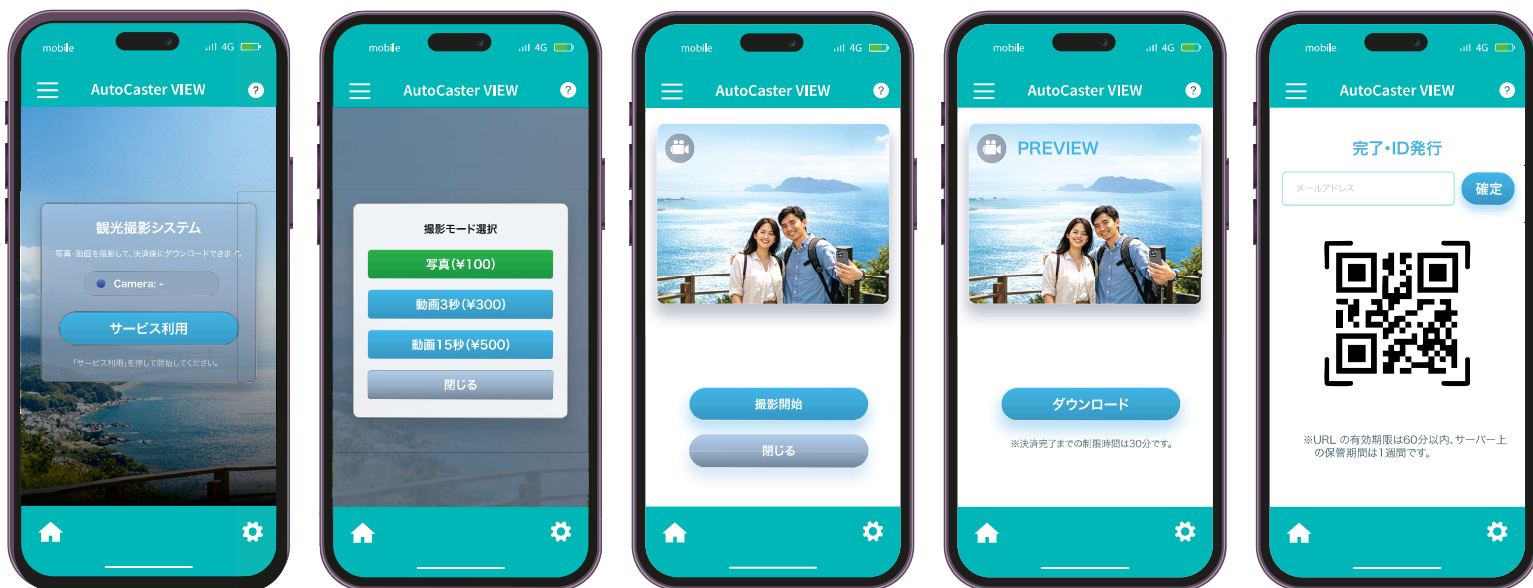 mobile
4G
AutoCaster VIEW
?
観光撮影システム
写真・動画を撮影して、決済後にダウンロードできます。
Camera: -
サービス利用
「サービス利用」を押して開始してください。
mobile
4G
AutoCaster VIEW
?
撮影モード選択
写真(¥100)
動画3秒(¥300)
動画15秒(¥500)
閉じる
mobile
4G
AutoCaster VIEW
?
撮影開始
閉じる
mobile
4G
AutoCaster VIEW
?
PREVIEW
ダウンロード
※決済完了までの制限時間は30分です。
mobile
4G
AutoCaster VIEW
?
完了・ID発行
メールアドレス
確定
※URL の有効期限は60分以内、サーバー上
の保管期間は1週間です。